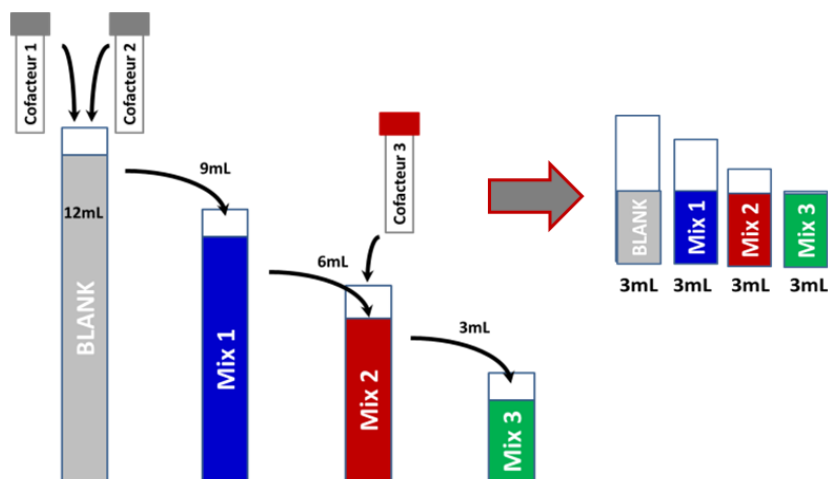 Cofacteur 1
Cofacteur 2
12mL
BLANK
9mL
Mix 1
6mL
Cofacteur 3
Mix 2
3mL
Mix 3
BLANK
Mix 1
Mix 2
Mix 3
3mL
3mL
3mL
3mL